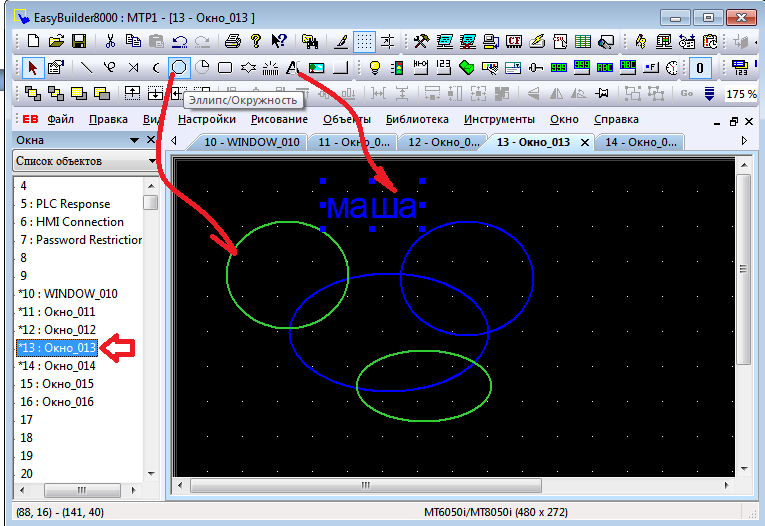 EasyBuilder8000 : MTP1 - [13 - Окно_013 ]
A
0
123
175 %
Go
Эллипс/Окружность
EB Файл Правка Вид Настройки Рисование Объекты Библиотека Инструменты Окно Справка
Окна
Список объектов
10 - WINDOW_010 11 - Окно_0... 12 - Окно_0... 13 - Окно_013 14 - Окно_0...
4
5 : PLC Response
6 : HMI Connection
7 : Password Restriction
8
9
*10 : WINDOW_010
*11 : Окно_011
*12 : Окно_012
*13 : Окно_013
*14 : Окно_014
15 : Окно_015
16 : Окно_016
17
18
19
20
маша
(88, 16) - (141, 40) MT6050i/MT8050i (480 x 272)